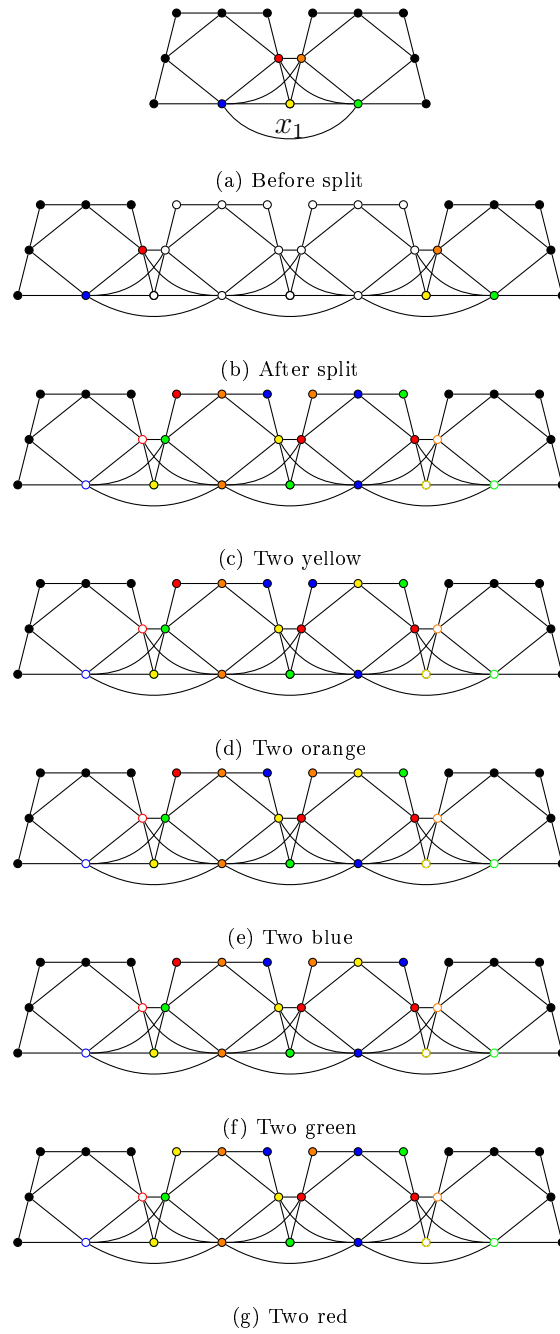 x₁
(a) Before split
(b) After split
(c) Two yellow
(d) Two orange
(e) Two blue
(f) Two green
(g) Two red